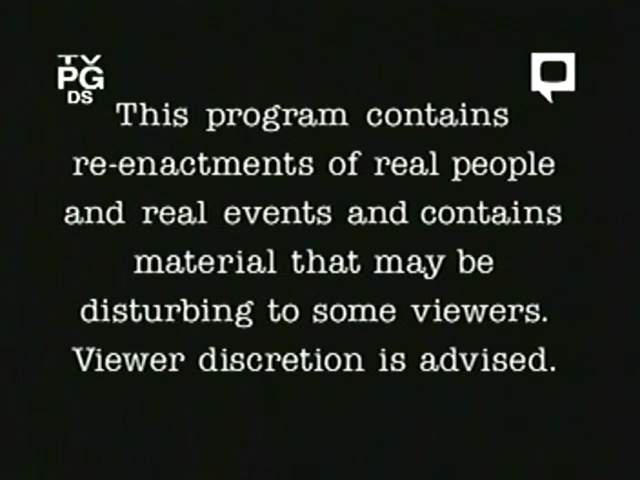 TV
PG
DS
This program contains
re-enactments of real people
and real events and contains
material that may be
disturbing to some viewers.
Viewer discretion is advised.